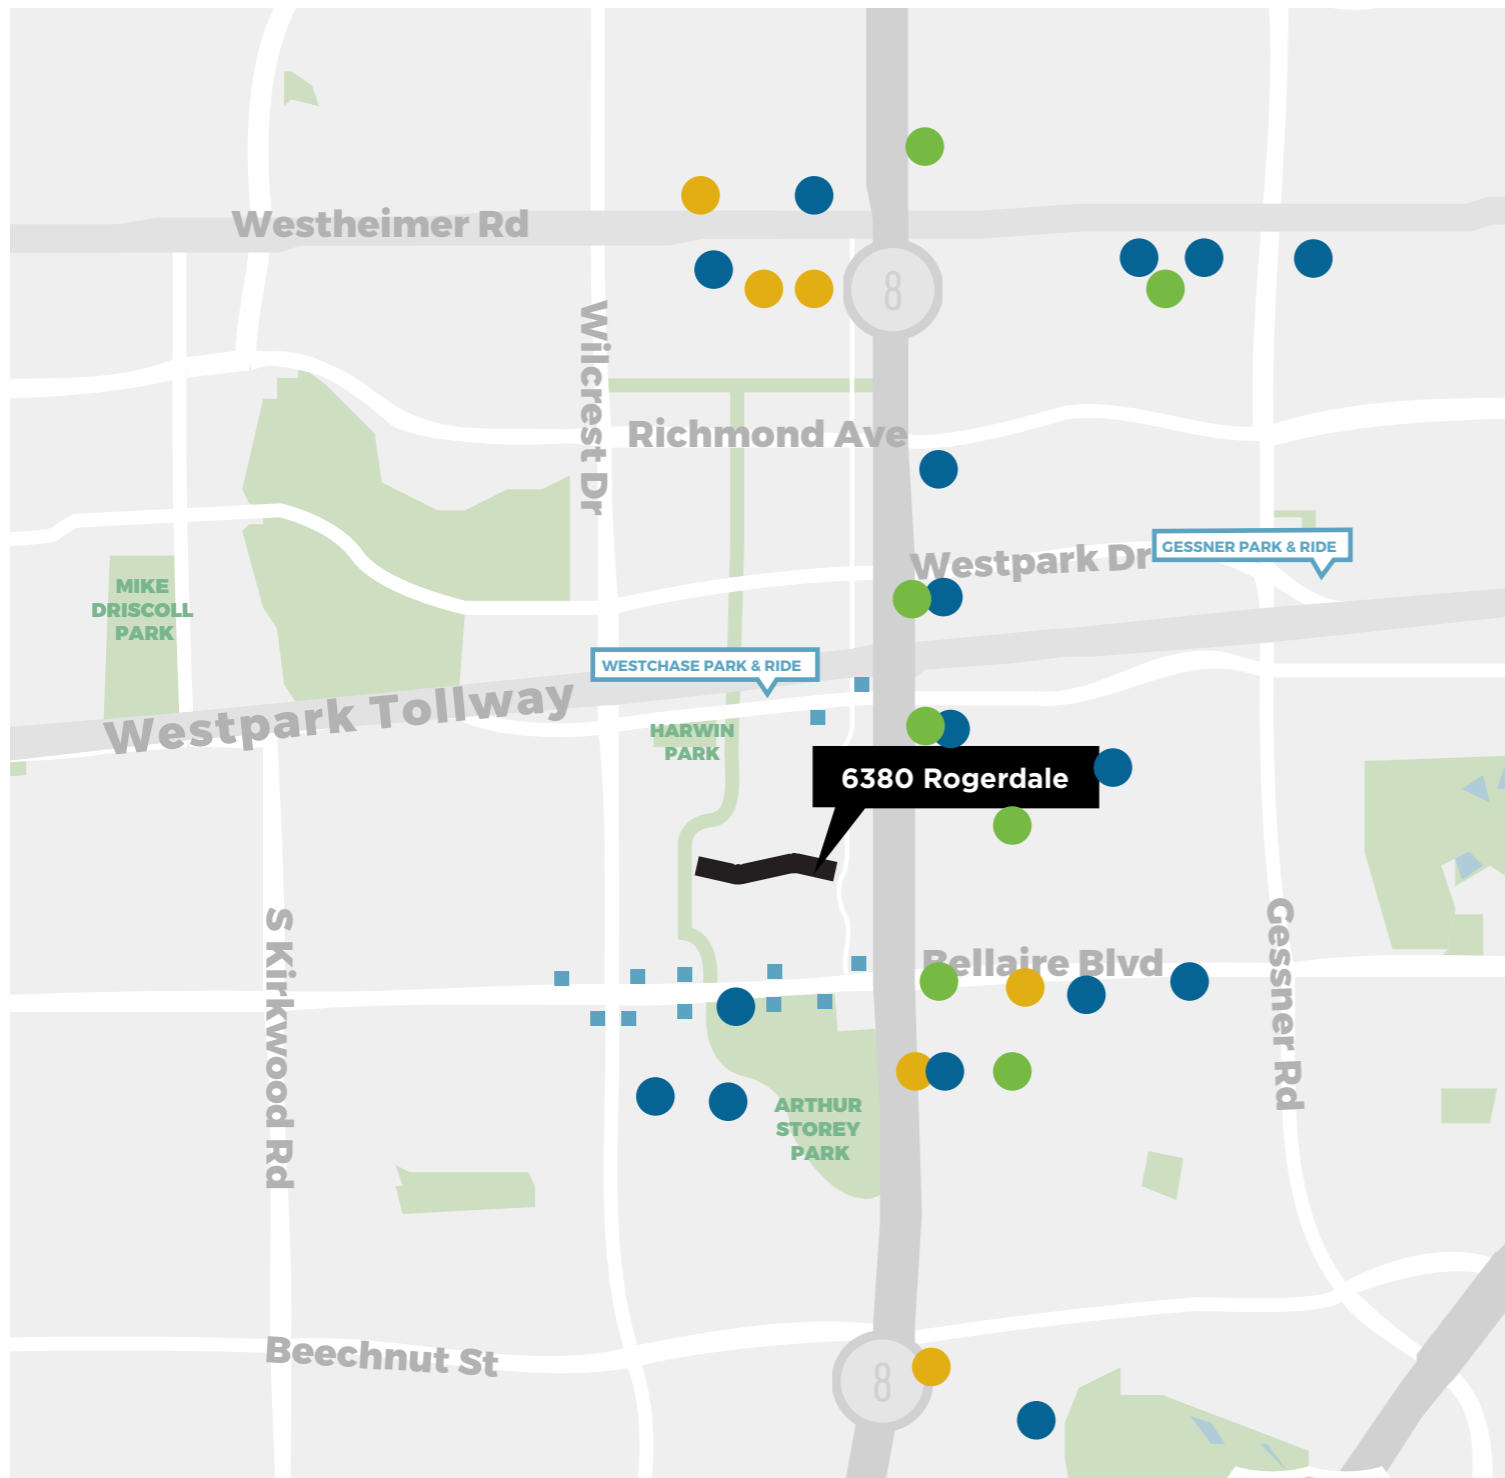 Westheimer Rd
8
Wilcrest Dr
Richmond Ave
Westpark Dr
GESSNER PARK & RIDE
MIKE
DRISCOLL
PARK
WESTCHASE PARK & RIDE
Westpark Tollway
HARWIN
PARK
6380 Rogerdale
S Kirkwood Rd
Bellaire Blvd
Gessner Rd
ARTHUR
STOREY
PARK
Beechnut St
8